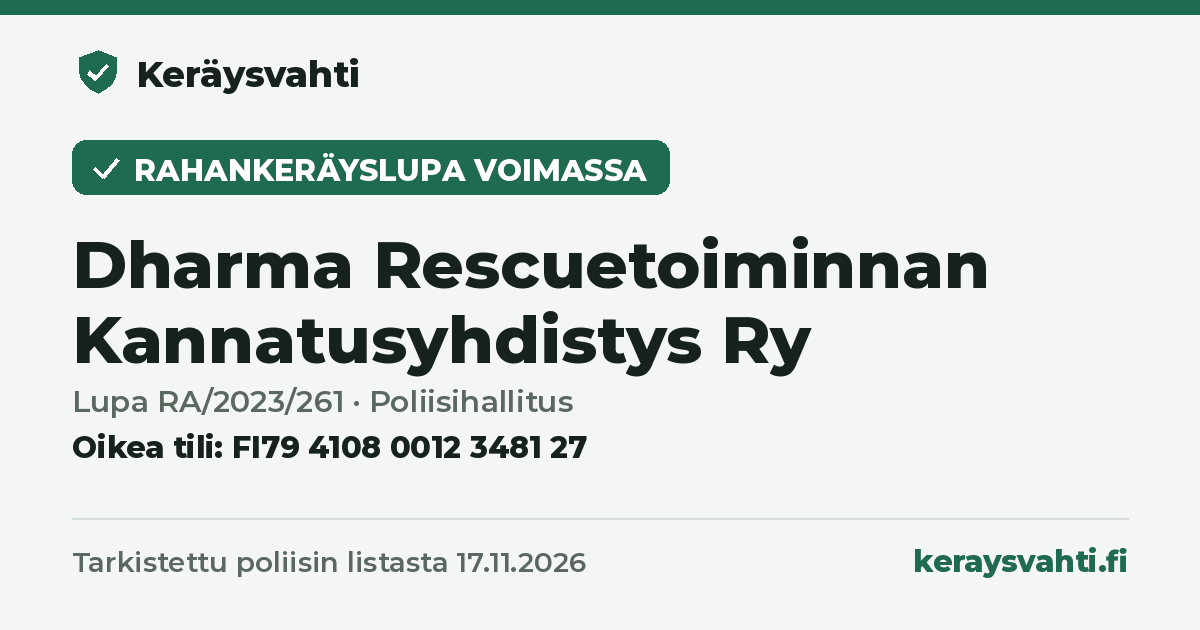 Keräysvahti
RAHANKERÄYSLUPA VOIMASSA
Dharma Rescuetoiminnan
Kannatusyhdistys Ry
Lupa RA/2023/261 · Poliisihallitus
Oikea tili: FI79 4108 0012 3481 27
Tarkistettu poliisin listasta 17.11.2026
keraysvahti.fi